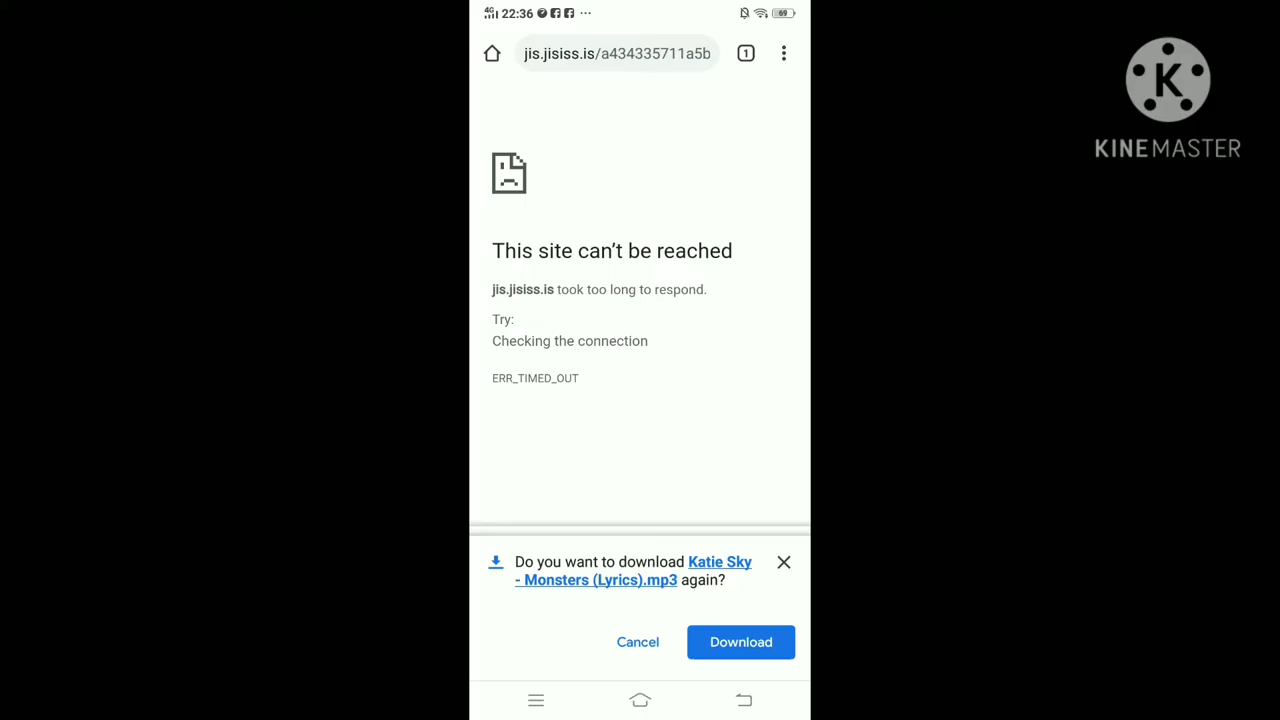 4G 22:36 ··· 69
jis.jisiss.is/a434335711a5b 1
K
KINEMASTER
This site can't be reached
jis.jisiss.is took too long to respond.
Try:
Checking the connection
ERR_TIMED_OUT
Do you want to download Katie Sky
- Monsters (Lyrics).mp3 again?
Cancel Download